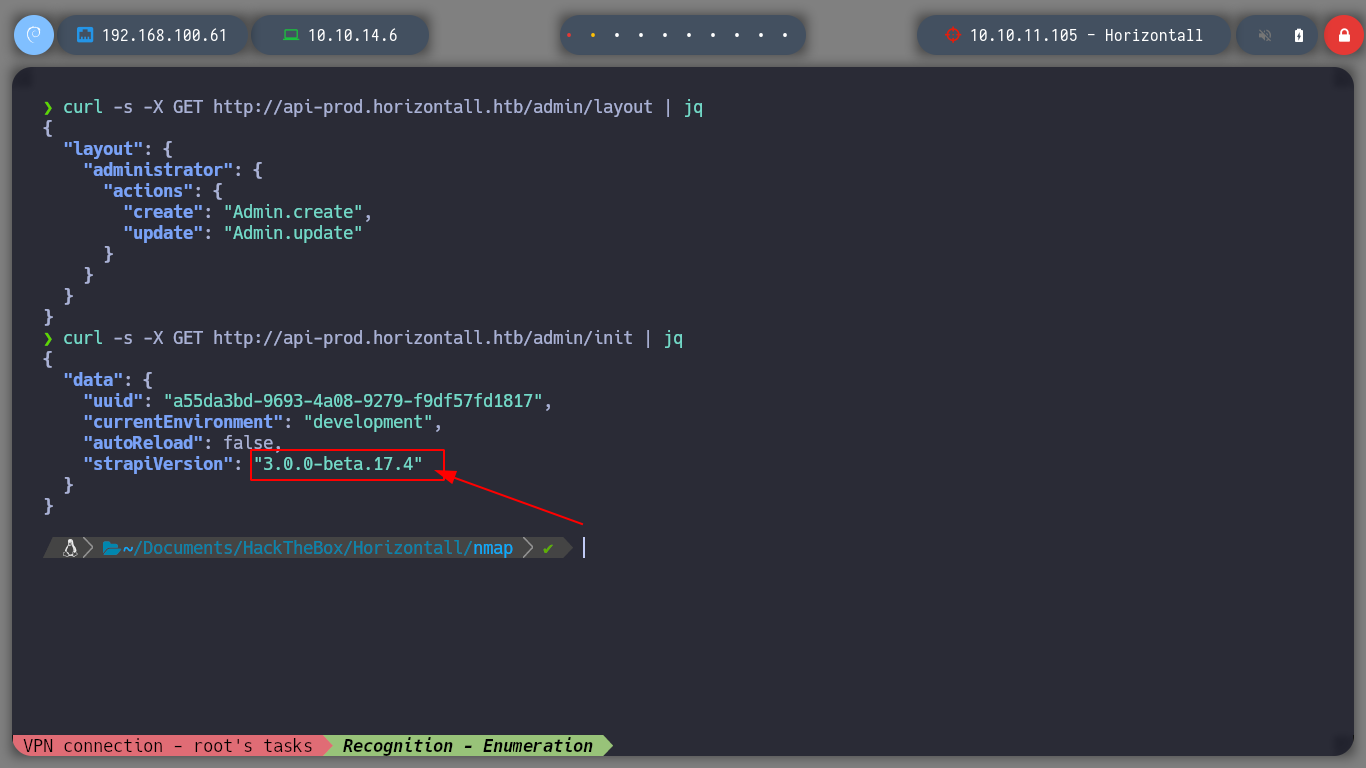 192.168.100.61 10.10.14.6 10.10.11.105 - Horizontall
❯ curl -s -X GET http://api-prod.horizontall.htb/admin/layout | jq
{
  "layout": {
    "administrator": {
      "actions": {
        "create": "Admin.create",
        "update": "Admin.update"
      }
    }
  }
}
❯ curl -s -X GET http://api-prod.horizontall.htb/admin/init | jq
{
  "data": {
    "uuid": "a55da3bd-9693-4a08-9279-f9df57fd1817",
    "currentEnvironment": "development",
    "autoReload": false,
    "strapiVersion": "3.0.0-beta.17.4"
  }
}
~/Documents/HackTheBox/Horizontall/nmap ✔
VPN connection - root's tasks Recognition - Enumeration